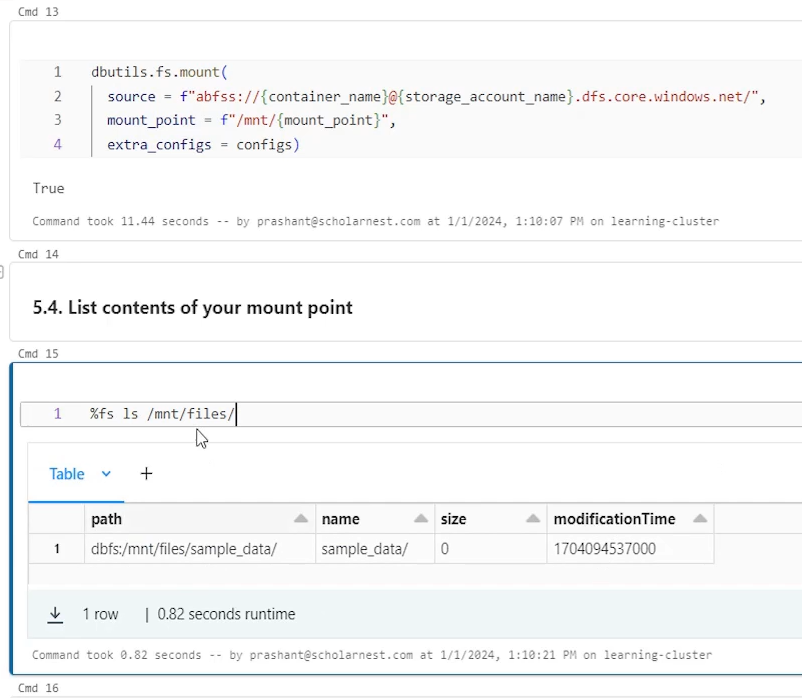 Cmd 13
1 dbutils.fs.mount(
2 source = f"abfss://{container_name}@{storage_account_name}.dfs.core.windows.net/",
3 mount_point = f"/mnt/{mount_point}",
4 extra_configs = configs)
True
Command took 11.44 seconds -- by prashant@scholarnest.com at 1/1/2024, 1:10:07 PM on learning-cluster
Cmd 14
5.4. List contents of your mount point
Cmd 15
1 %fs ls /mnt/files/
Table +
path name size modificationTime
1 dbfs:/mnt/files/sample_data/ sample_data/ 0 1704094537000
1 row | 0.82 seconds runtime
Command took 0.82 seconds -- by prashant@scholarnest.com at 1/1/2024, 1:10:21 PM on learning-cluster
Cmd 16